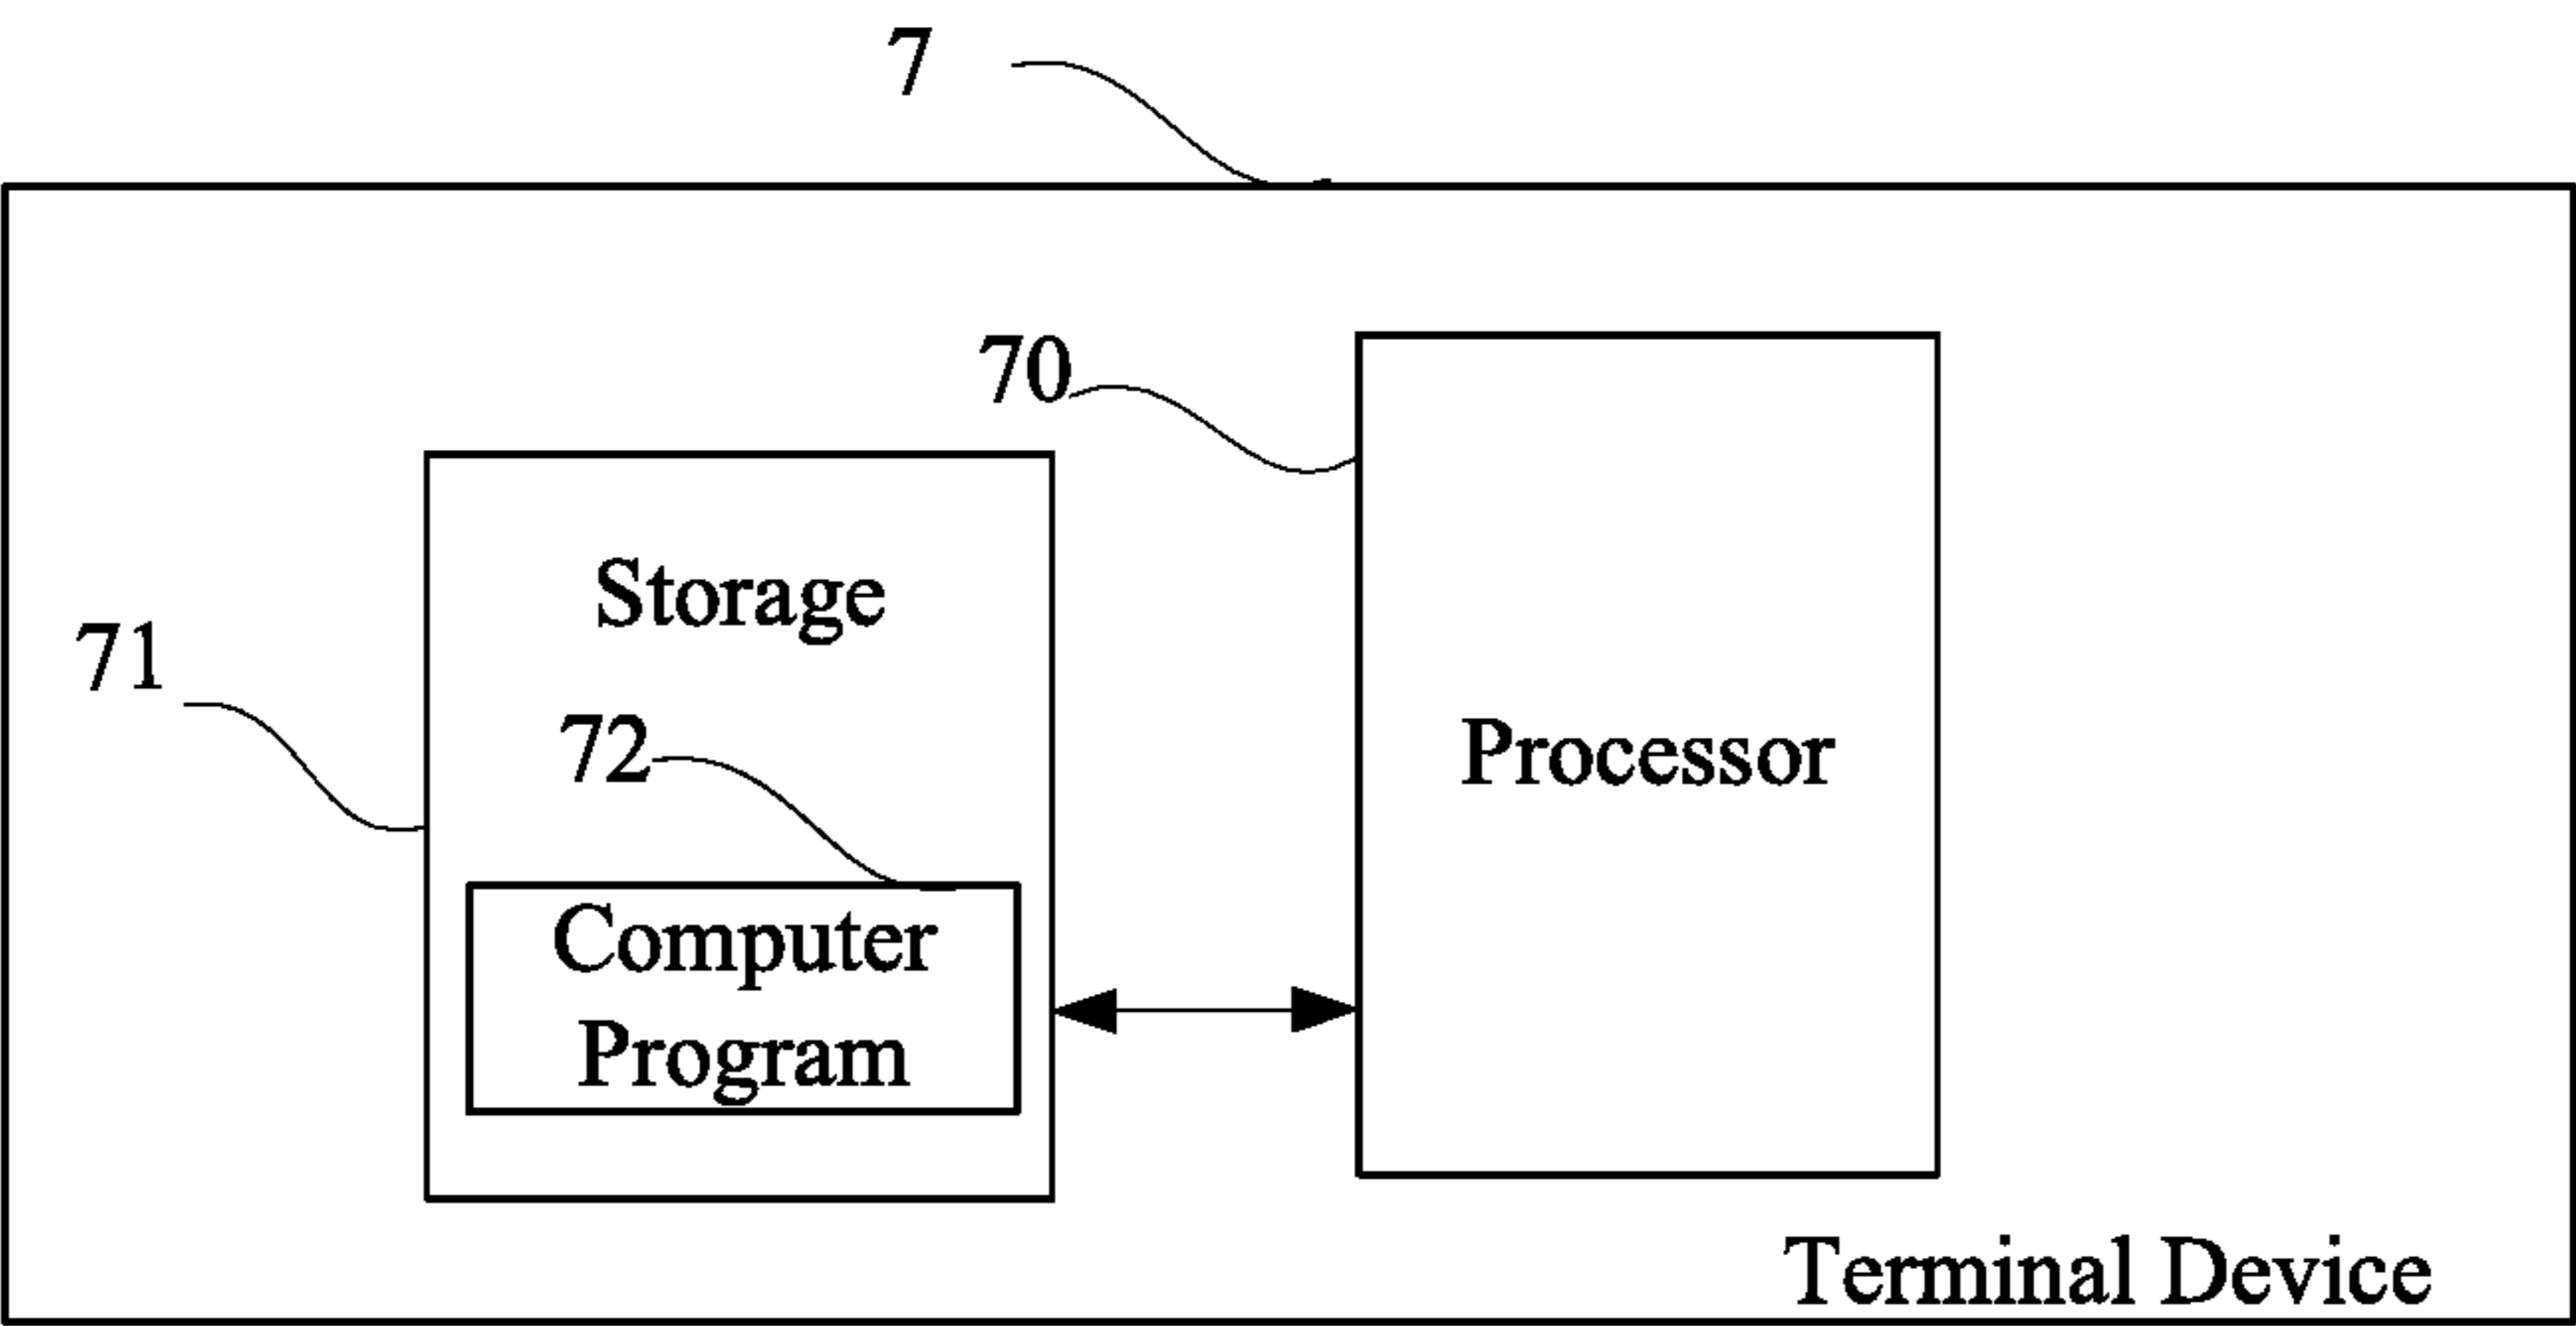 7
70
Storage
71
72
Processor
Computer
Program
Terminal Device